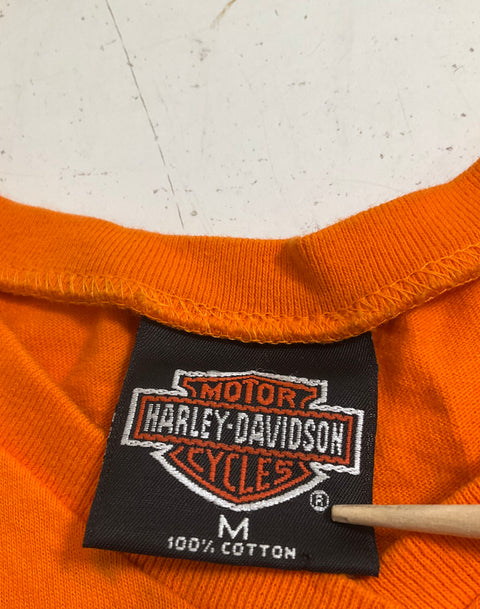 MOTOR
HARLEY-DAVIDSON
CYCLES
®
M
100% COTTON